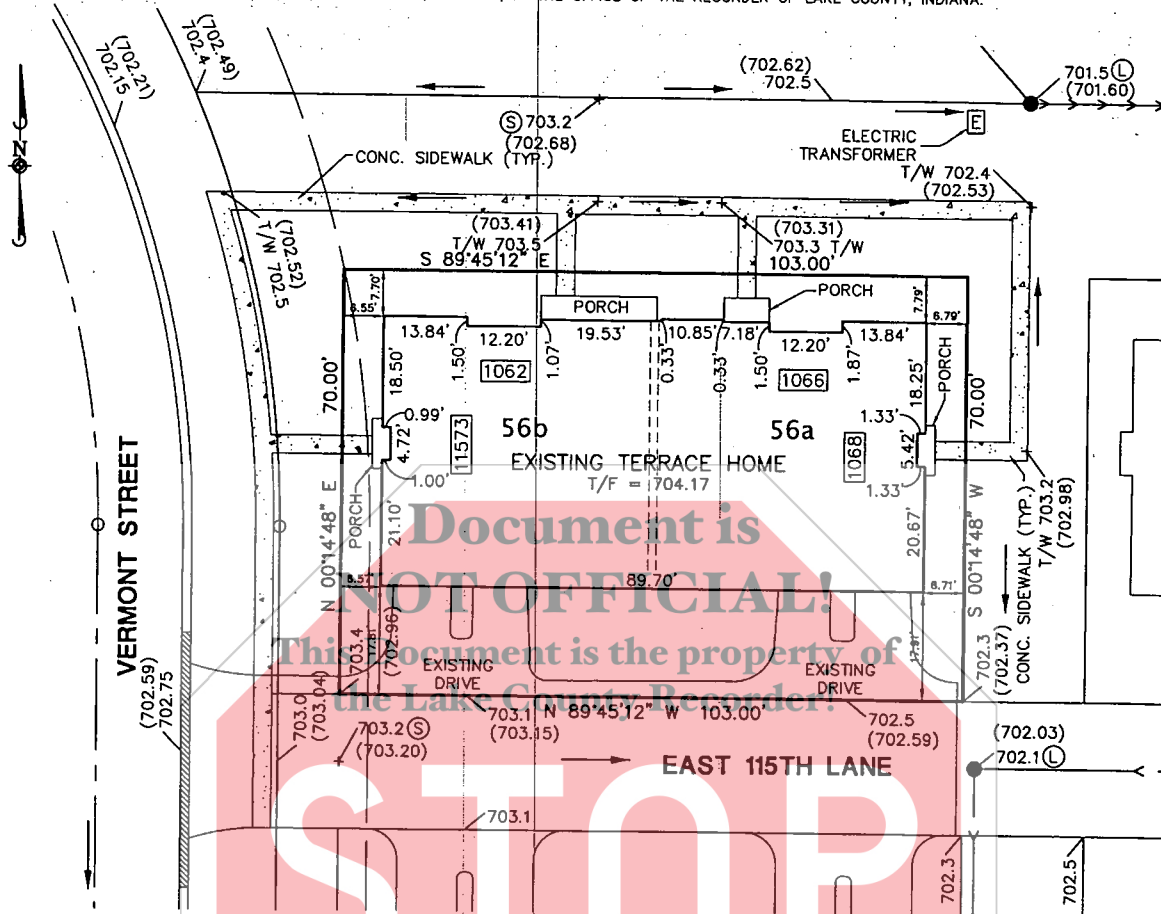 THE OFFICE OF THE RECORDER OF LAKE COUNTY, INDIANA.
(702.49)
702.4
(702.21)
702.15
(702.62)
702.5
701.5 L
(701.60)
S 703.2
(702.68)
E
ELECTRIC
TRANSFORMER
N
CONC. SIDEWALK (TYP.)
T/W 702.4
(702.53)
(702.52)
T/W 702.5
(703.41)
T/W 703.5
(703.31)
703.3 T/W
S 89°45'12" E
103.00'
7.70'
6.55'
PORCH
PORCH
7.79'
6.79'
13.84'
12.20'
19.53'
10.85'
7.18'
12.20'
13.84'
18.50'
1.50'
1.07'
0.33'
0.33'
1.50'
1.87'
18.25'
PORCH
70.00'
70.00'
1062
1066
0.99'
4.72'
1.00'
11573
56b
56a
1068
1.33'
5.42'
1.33'
EXISTING TERRACE HOME
T/F = 704.17
PORCH
21.10'
N 00°14'48" E
20.67'
S 00°14'48" W
CONC. SIDEWALK (TYP.)
T/W 703.2'
(702.98)
VERMONT STREET
Document is
NOT OFFICIAL!
This Document is the property of
the Lake County Recorder!
6.57'
89.70'
6.71'
17.81'
17.91'
703.4
(702.96)
EXISTING
DRIVE
EXISTING
DRIVE
702.3
(702.37)
(702.59)
702.75
703.0
(703.04)
703.1
(703.15)
N 89°45'12" W 103.00'
702.5
(702.59)
703.2 S
(703.20)
(702.03)
702.1 L
EAST 115TH LANE
703.1
STOP
702.3
702.5